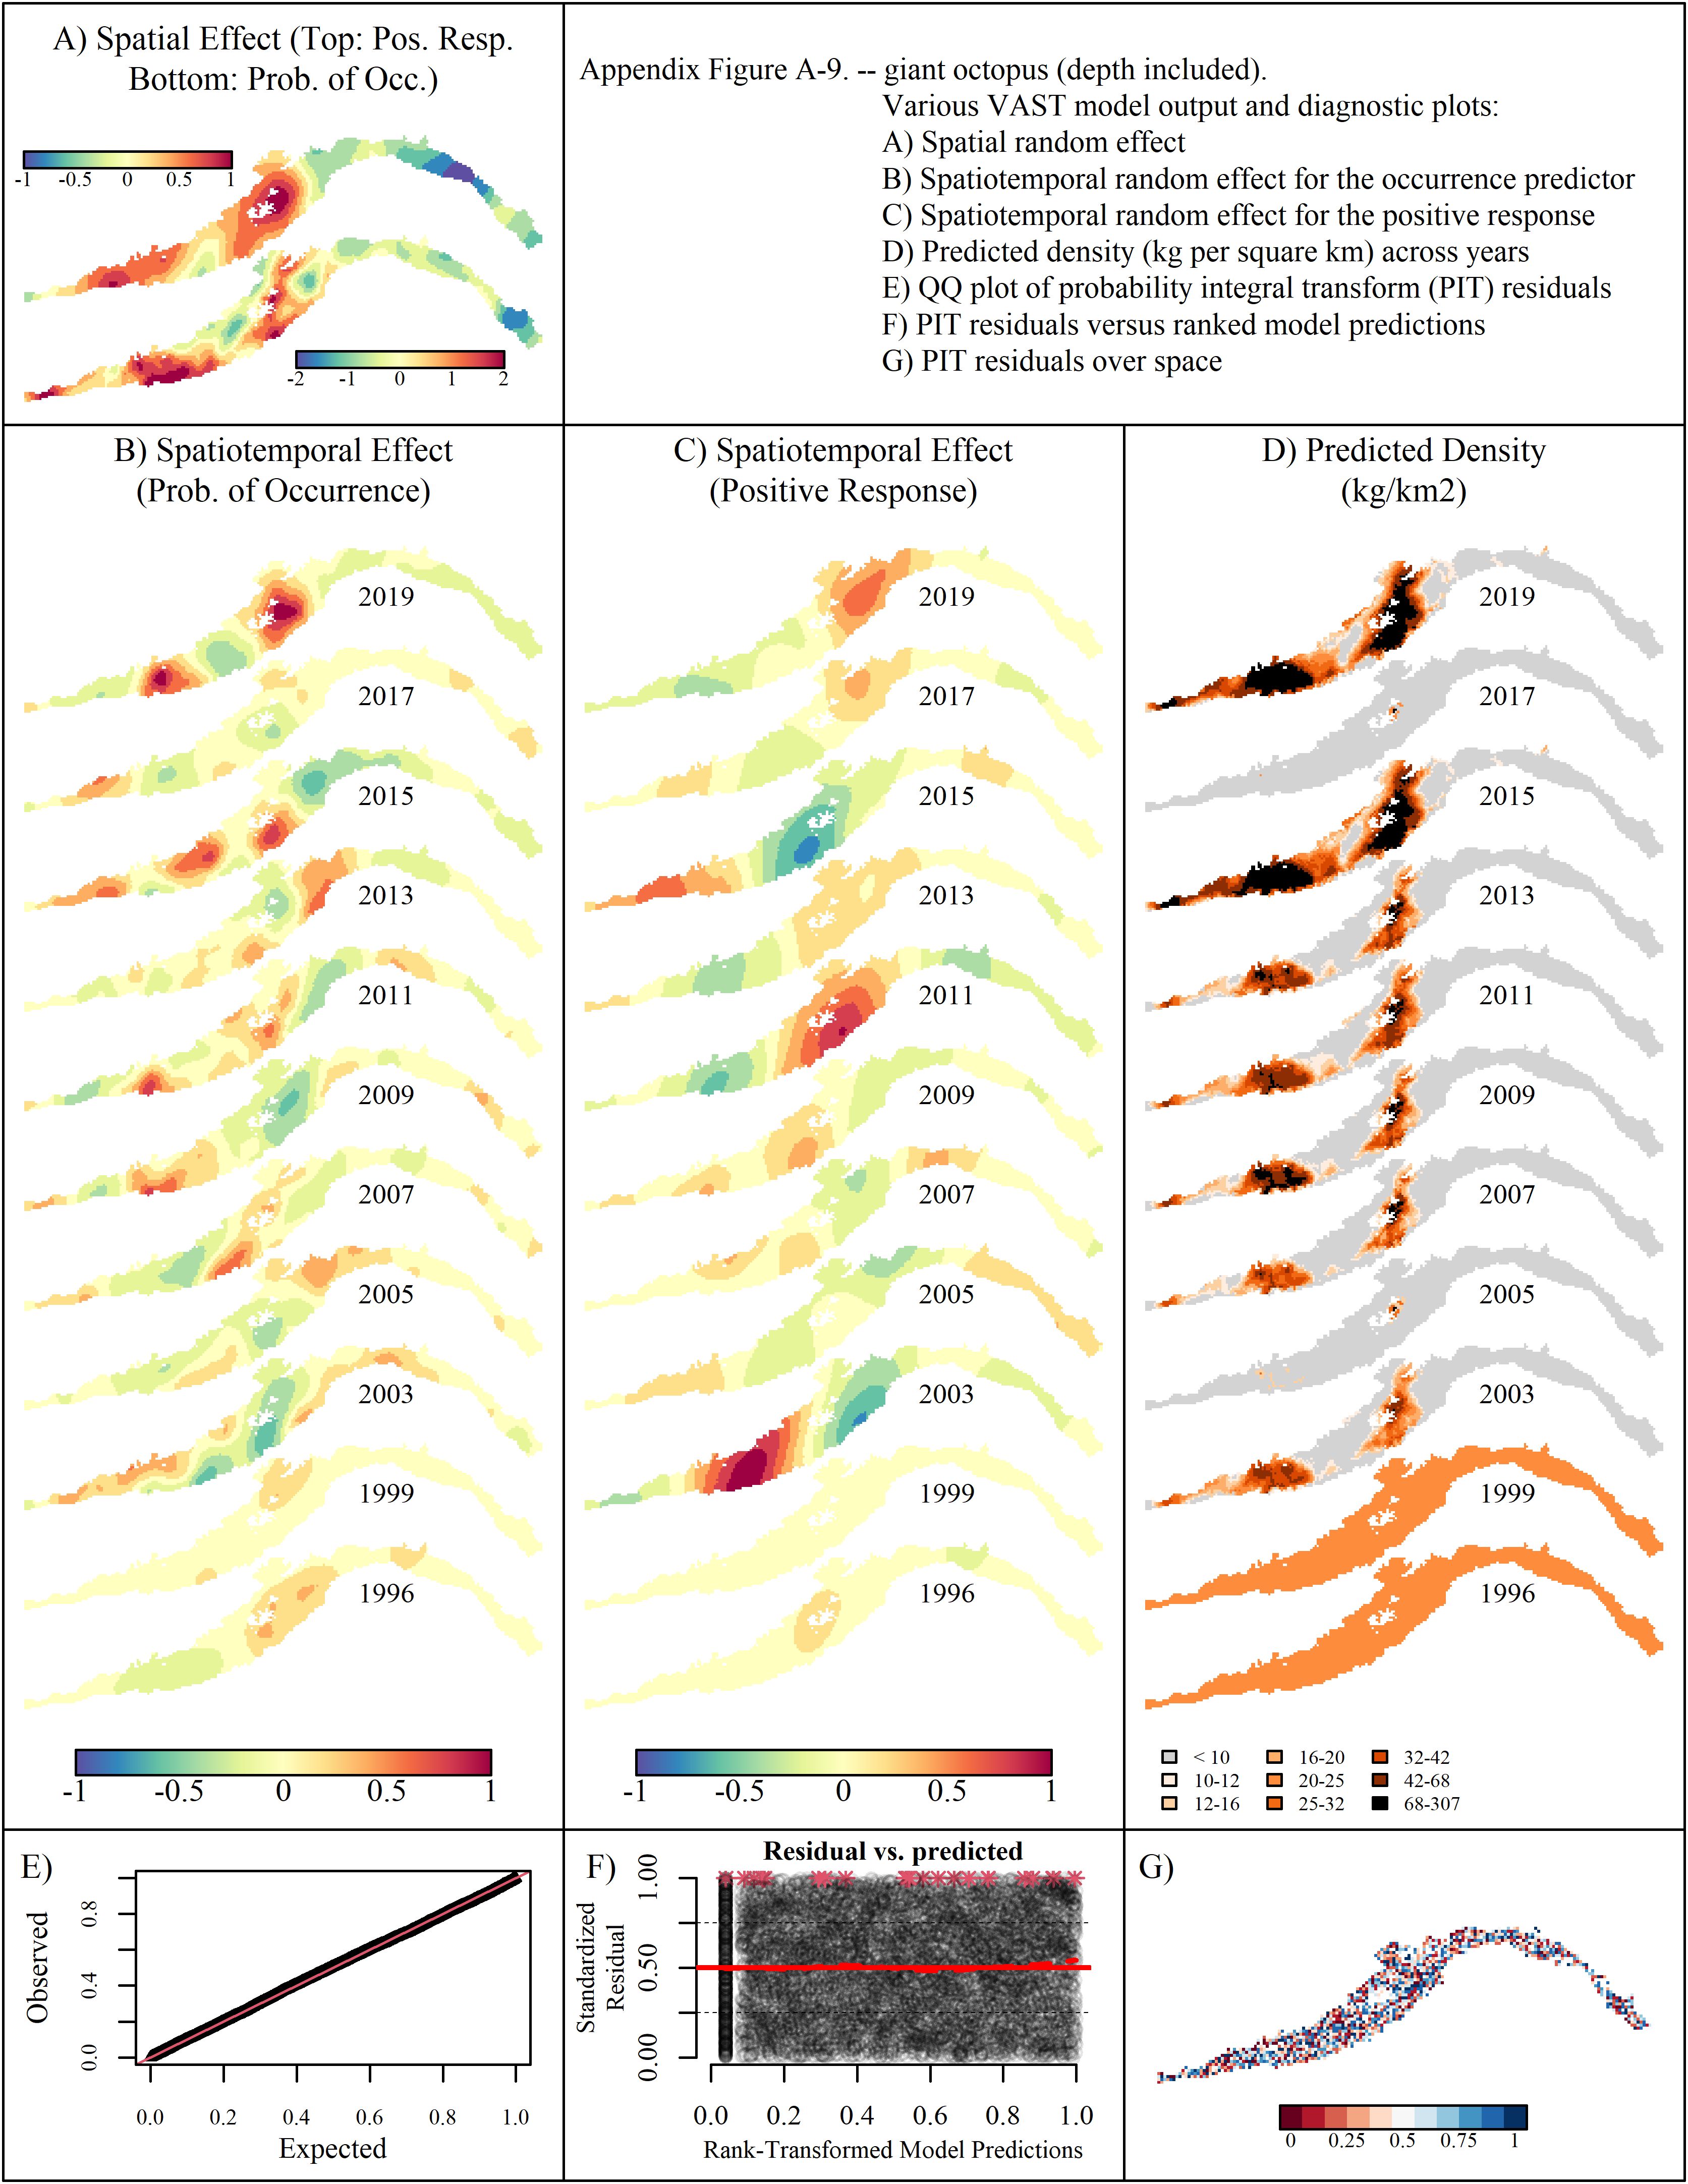 A) Spatial Effect (Top: Pos. Resp.
Bottom: Prob. of Occ.)
-1 -0.5 0 0.5 1
-2 -1 0 1 2
Appendix Figure A-9. -- giant octopus (depth included).
Various VAST model output and diagnostic plots:
A) Spatial random effect
B) Spatiotemporal random effect for the occurrence predictor
C) Spatiotemporal random effect for the positive response
D) Predicted density (kg per square km) across years
E) QQ plot of probability integral transform (PIT) residuals
F) PIT residuals versus ranked model predictions
G) PIT residuals over space
B) Spatiotemporal Effect
(Prob. of Occurrence)
2019
2017
2015
2013
2011
2009
2007
2005
2003
1999
1996
-1 -0.5 0 0.5 1
C) Spatiotemporal Effect
(Positive Response)
2019
2017
2015
2013
2011
2009
2007
2005
2003
1999
1996
-1 -0.5 0 0.5 1
D) Predicted Density
(kg/km2)
2019
2017
2015
2013
2011
2009
2007
2005
2003
1999
1996
< 10 16-20 32-42
10-12 20-25 42-68
12-16 25-32 68-307
E)
Observed
0.0 0.4 0.8
0.0 0.2 0.4 0.6 0.8 1.0
Expected
F)
Residual vs. predicted
Standardized
Residual
0.00 0.50 1.00
0.0 0.2 0.4 0.6 0.8 1.0
Rank-Transformed Model Predictions
G)
0 0.25 0.5 0.75 1